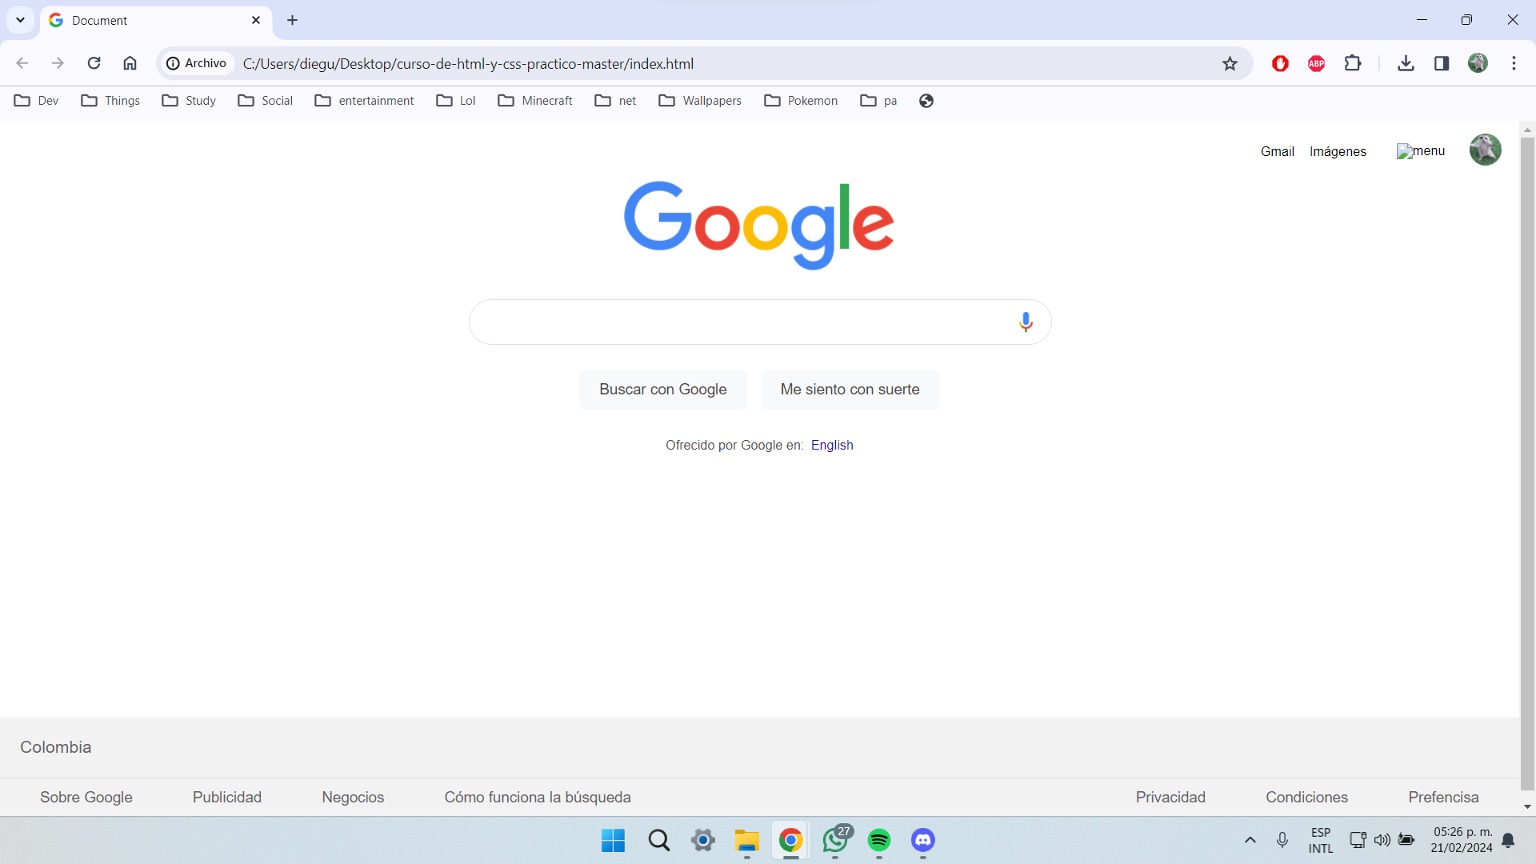 Document
Archivo C:/Users/diegu/Desktop/curso-de-html-y-css-practico-master/index.html
ABP
Dev Things Study Social entertainment Lol Minecraft net Wallpapers Pokemon pa
Gmail Imágenes menu
Google
Buscar con Google Me siento con suerte
Ofrecido por Google en: English
Colombia
Sobre Google Publicidad Negocios Cómo funciona la búsqueda Privacidad Condiciones Prefencisa
27
ESP 05:26 p. m.
INTL 21/02/2024